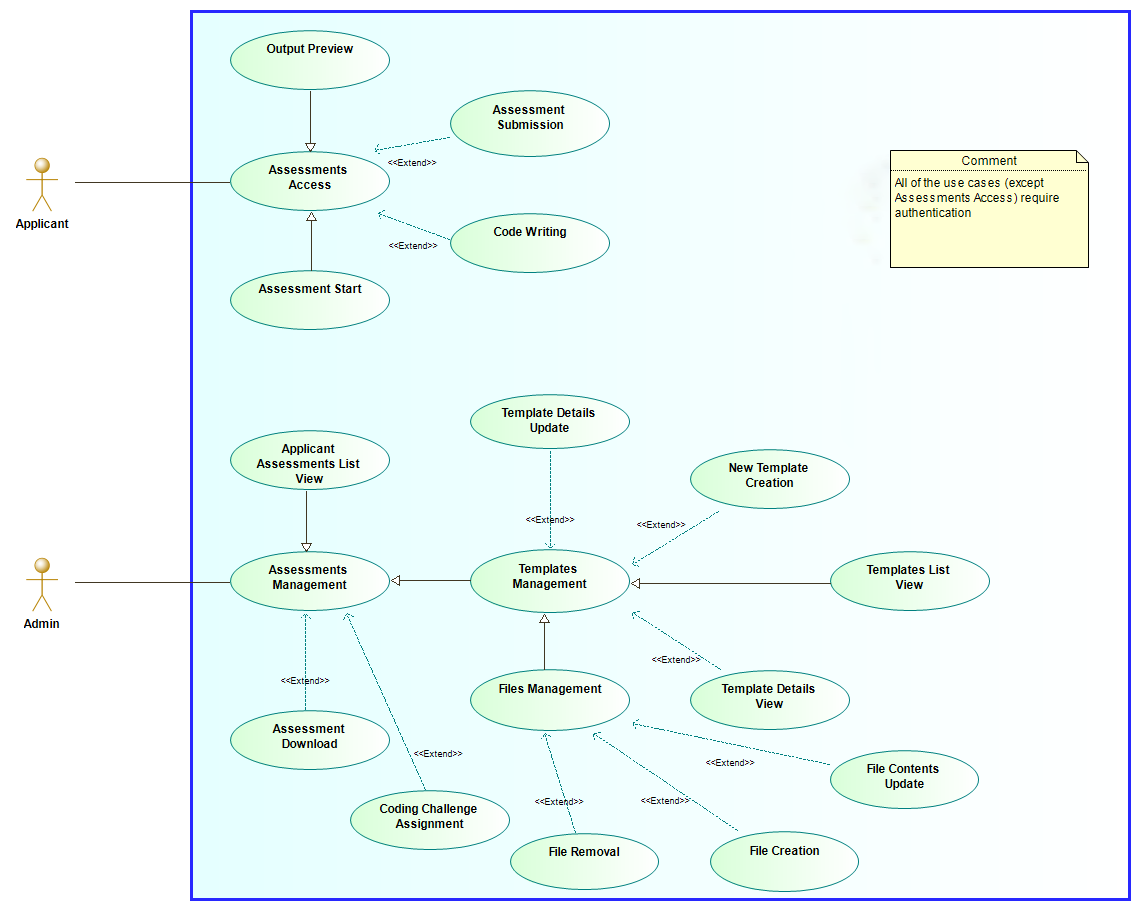 Output Preview
Assessment
Submission
<<Extend>>
Assessments
Access
Applicant
Comment
All of the use cases (except
Assessments Access) require
authentication
Code Writing
<<Extend>>
Assessment Start
Template Details
Update
Applicant
Assessments List
View
New Template
Creation
<<Extend>>
<<Extend>>
Assessments
Management
Templates
Management
Templates List
View
Admin
<<Extend>>
<<Extend>>
Files Management
Template Details
View
Assessment
Download
<<Extend>>
<<Extend>>
File Contents
Update
Coding Challenge
Assignment
<<Extend>>
<<Extend>>
File Removal
File Creation